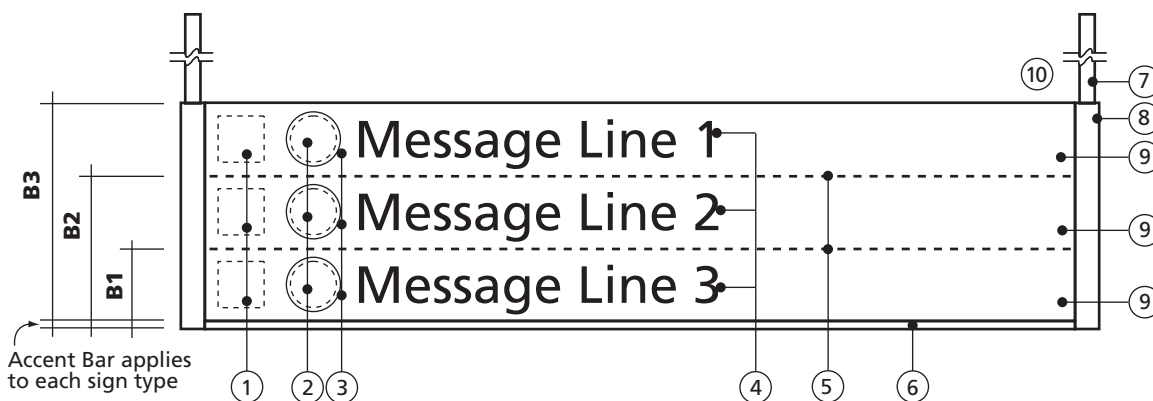 10
7
8
Message Line 1
9
B3
B2
Message Line 2
9
B1
Message Line 3
9
Accent Bar applies
to each sign type
1 2 3 4 5 6